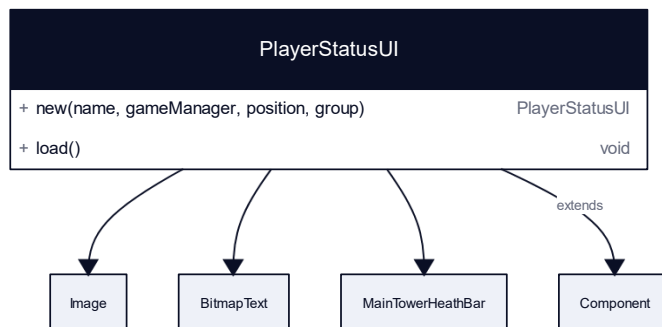 PlayerStatusUI
+ new(name, gameManager, position, group) PlayerStatusUI
+ load() void
extends
Image BitmapText MainTowerHeathBar Component